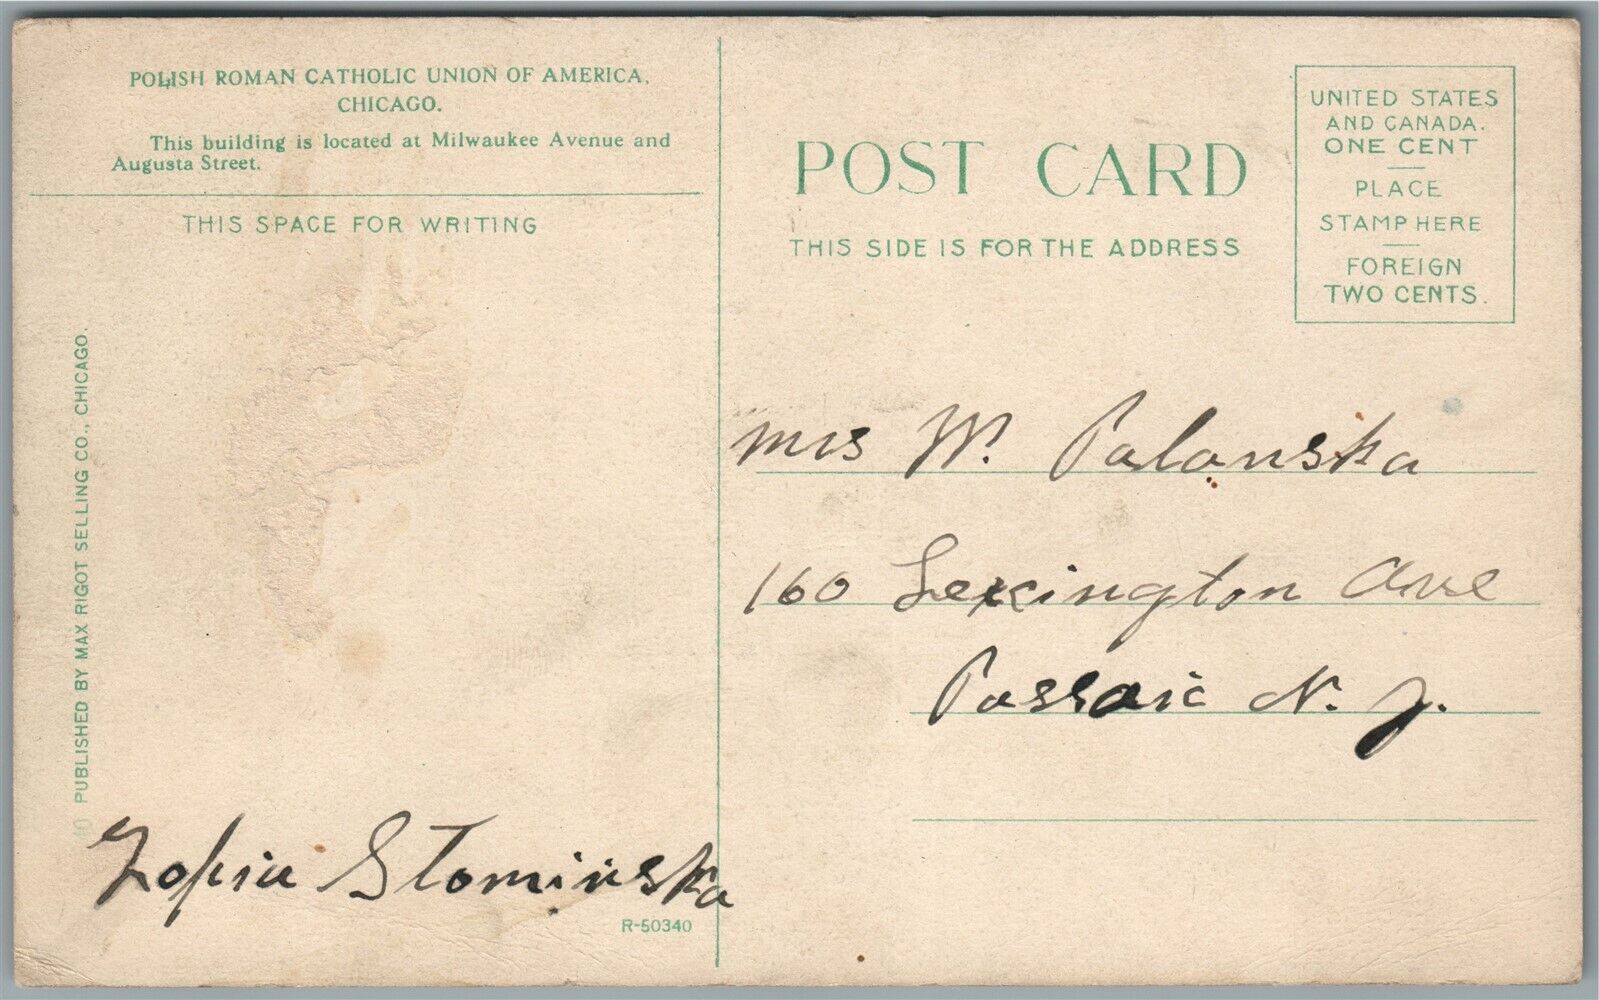 POLISH ROMAN CATHOLIC UNION OF AMERICA,
CHICAGO.
This building is located at Milwaukee Avenue and
Augusta Street.
THIS SPACE FOR WRITING
PUBLISHED BY MAX RIGOT SELLING CO., CHICAGO.
Zofia Słomińska
R-50340
POST CARD
THIS SIDE IS FOR THE ADDRESS
UNITED STATES
AND CANADA.
ONE CENT
PLACE
STAMP HERE
FOREIGN
TWO CENTS.
Mrs W. Palanska
160 Lexington Ave
Passaic N. J.